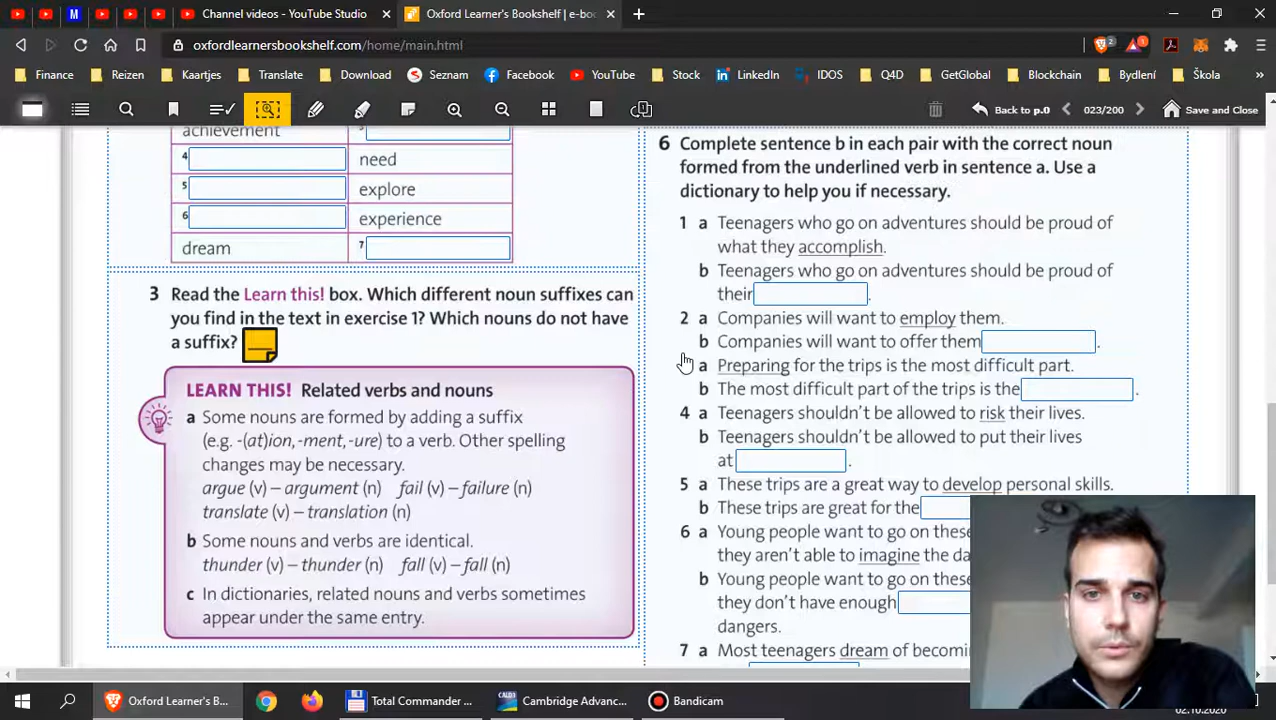 Channel videos - YouTube Studio
Oxford Learner's Bookshelf | e-boo
oxfordlearnersbookshelf.com/home/main.html
2
1
Finance
Reizen
Kaartjes
Translate
Download
Seznam
Facebook
YouTube
Stock
LinkedIn
IDOS
Q4D
GetGlobal
Blockchain
Bydlení
Škola
»
Back to p.0
023/200
Save and Close
achievement
4 need
5 explore
6 experience
dream 7
3 Read the Learn this! box. Which different noun suffixes can
you find in the text in exercise 1? Which nouns do not have
a suffix?
LEARN THIS! Related verbs and nouns
a Some nouns are formed by adding a suffix
(e.g. -(at)ion, -ment, -ure) to a verb. Other spelling
changes may be necessary.
argue (v) – argument (n) fail (v) – failure (n)
translate (v) – translation (n)
b Some nouns and verbs are identical.
thunder (v) – thunder (n) fall (v) – fall (n)
c In dictionaries, related nouns and verbs sometimes
appear under the same entry.
6 Complete sentence b in each pair with the correct noun
formed from the underlined verb in sentence a. Use a
dictionary to help you if necessary.
1 a Teenagers who go on adventures should be proud of
what they accomplish.
b Teenagers who go on adventures should be proud of
their .
2 a Companies will want to employ them.
b Companies will want to offer them .
a Preparing for the trips is the most difficult part.
b The most difficult part of the trips is the .
4 a Teenagers shouldn't be allowed to risk their lives.
b Teenagers shouldn't be allowed to put their lives
at .
5 a These trips are a great way to develop personal skills.
b These trips are great for the
6 a Young people want to go on these
they aren't able to imagine the da
b Young people want to go on these
they don't have enough
dangers.
7 a Most teenagers dream of becomi
Oxford Learner's B...
Total Commander ...
CALD3
Cambridge Advanc...
Bandicam
02.10.2020